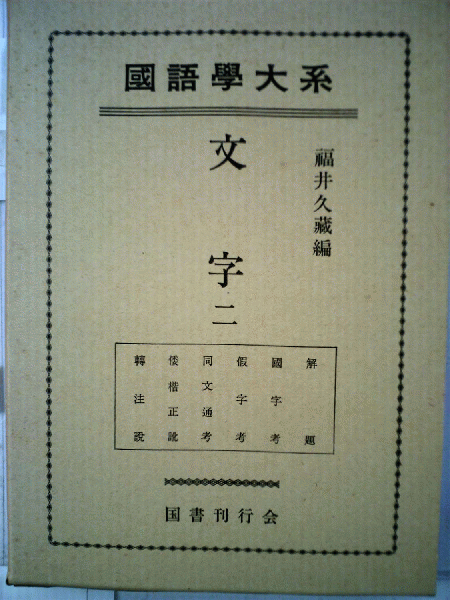 國語學大系
福井久藏編
文字二
解題
國字考
假字考
同文通考
倭楷正訛
轉注說
国書刊行会